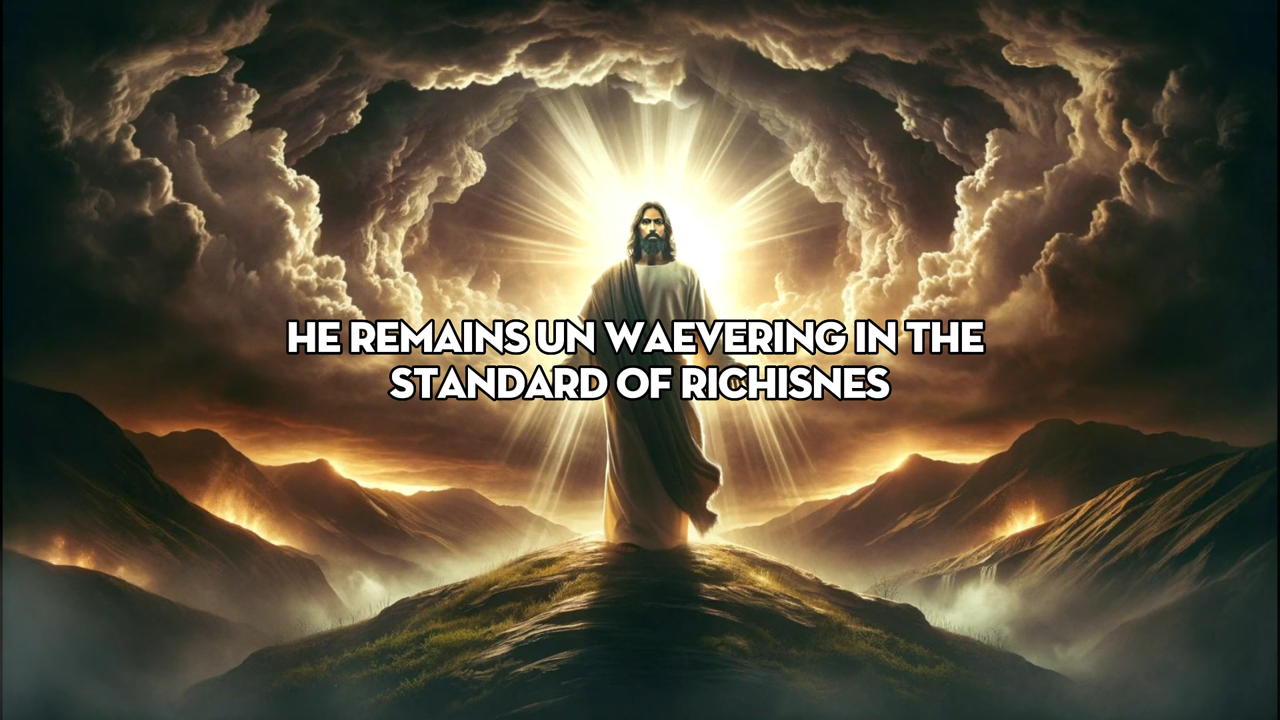 HE REMAINS UN WAEVERING IN THE
STANDARD OF RICHISNES